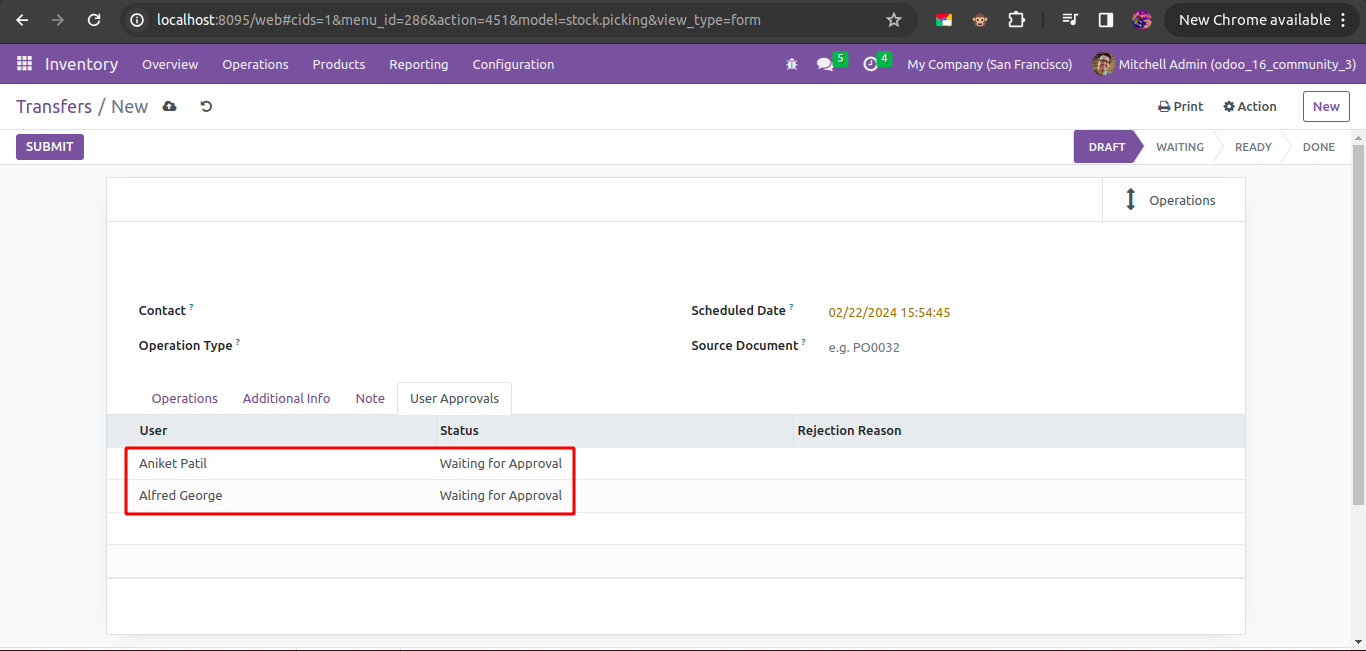 localhost:8095/web#cids=1&menu_id=286&action=451&model=stock.picking&view_type=form New Chrome available
Inventory Overview Operations Products Reporting Configuration 5 4 My Company (San Francisco) Mitchell Admin (odoo_16_community_3)
Transfers / New Print Action New
SUBMIT DRAFT WAITING READY DONE
Operations
Contact ? Scheduled Date ? 02/22/2024 15:54:45
Operation Type ? Source Document ? e.g. PO0032
Operations Additional Info Note User Approvals
User Status Rejection Reason
Aniket Patil Waiting for Approval
Alfred George Waiting for Approval